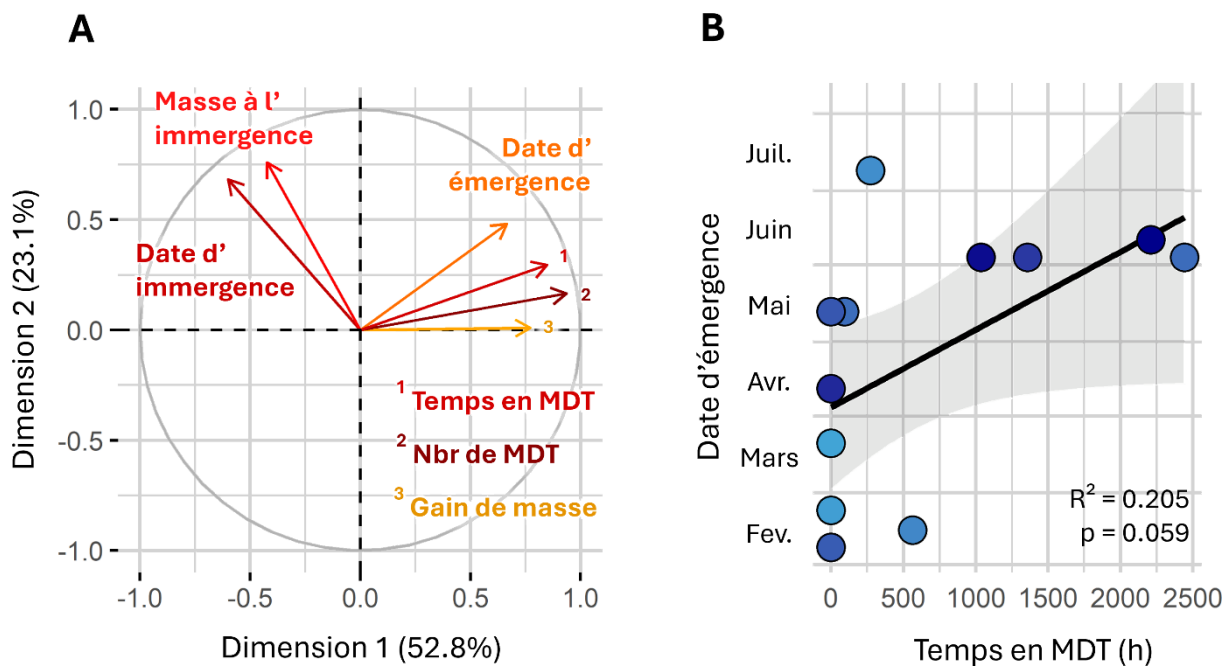 A
Masse à l'
immergence
Date d'
émergence
Date d'
immergence
1
2
3
1 Temps en MDT
2 Nbr de MDT
3 Gain de masse
1.0
0.5
0.0
-0.5
-1.0
-1.0 -0.5 0.0 0.5 1.0
Dimension 1 (52.8%)
Dimension 2 (23.1%)
B
Juil.
Juin
Mai
Avr.
Mars
Fev.
Date d'émergence
R² = 0.205
p = 0.059
0 500 1000 1500 2000 2500
Temps en MDT (h)